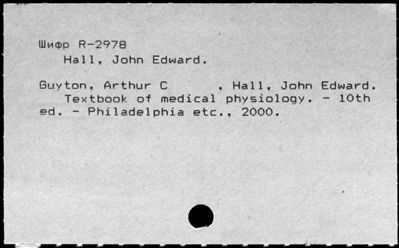 Шифр R-2978
Hall, John Edward.
Guyton, Arthur C , Hall, John Edward.
Textbook of medical physiology. - 10th
ed. - Philadelphia etc., 2000.